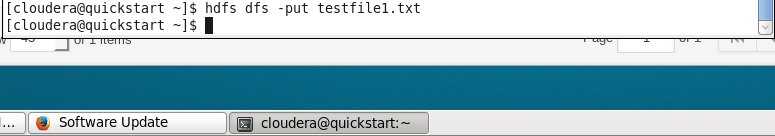 [cloudera@quickstart ~]$ hdfs dfs -put testfile1.txt
[cloudera@quickstart ~]$
of 1 items
Page 1 of 1
I... Software Update cloudera@quickstart:~